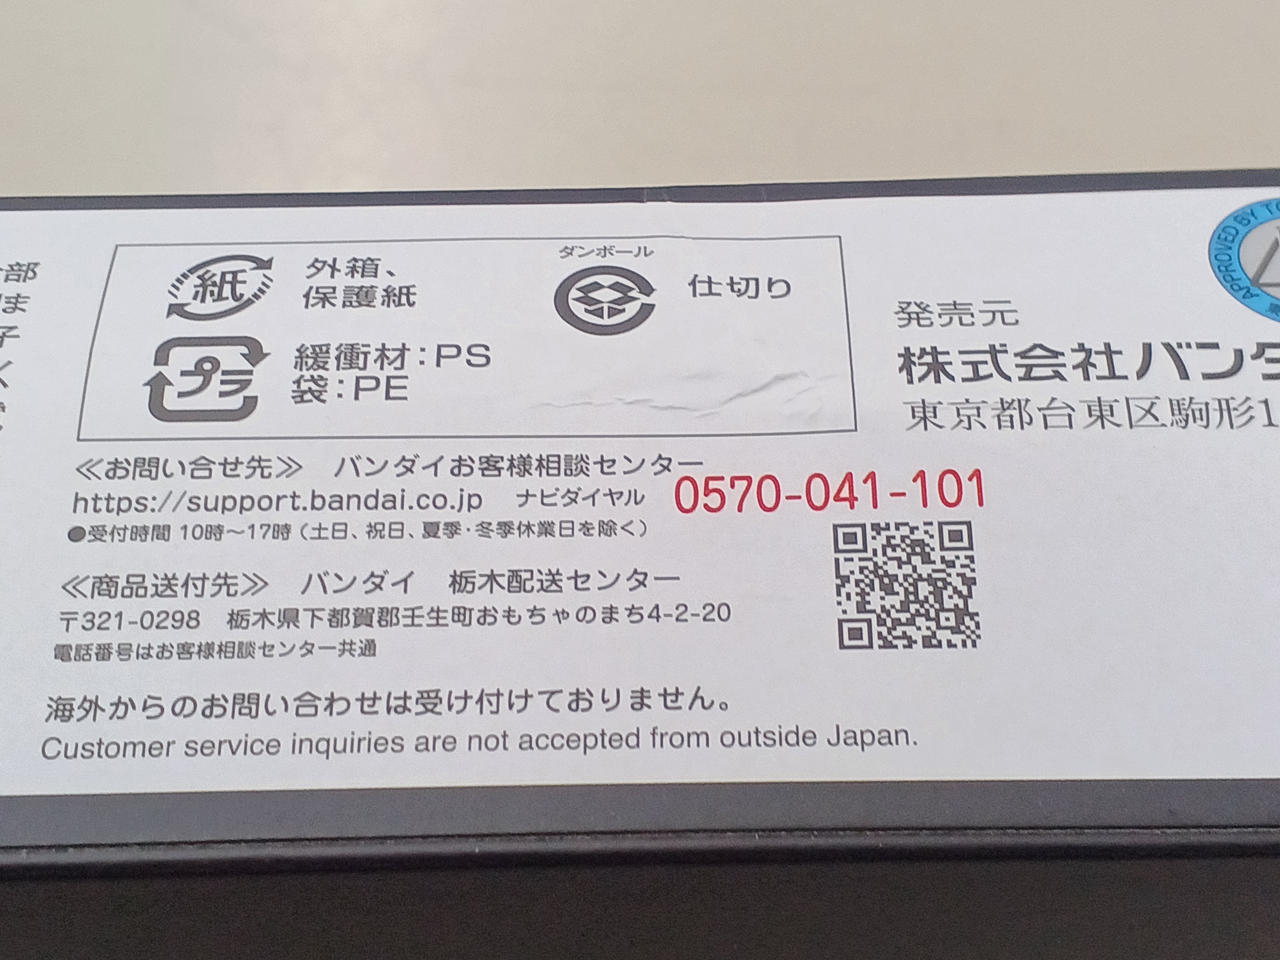 部
ま
子
く
紙
外箱、
保護紙
ダンボール
仕切り
プラ
緩衝材：PS
袋：PE
発売元
株式会社バンダ
東京都台東区駒形1
APPROVED BY
≪お問い合せ先≫　バンダイお客様相談センター
https://support.bandai.co.jp　ナビダイヤル 0570-041-101
●受付時間 10時〜17時（土日、祝日、夏季・冬季休業日を除く）
≪商品送付先≫　バンダイ　栃木配送センター
〒321-0298　栃木県下都賀郡壬生町おもちゃのまち4-2-20
電話番号はお客様相談センター共通
海外からのお問い合わせは受け付けておりません。
Customer service inquiries are not accepted from outside Japan.